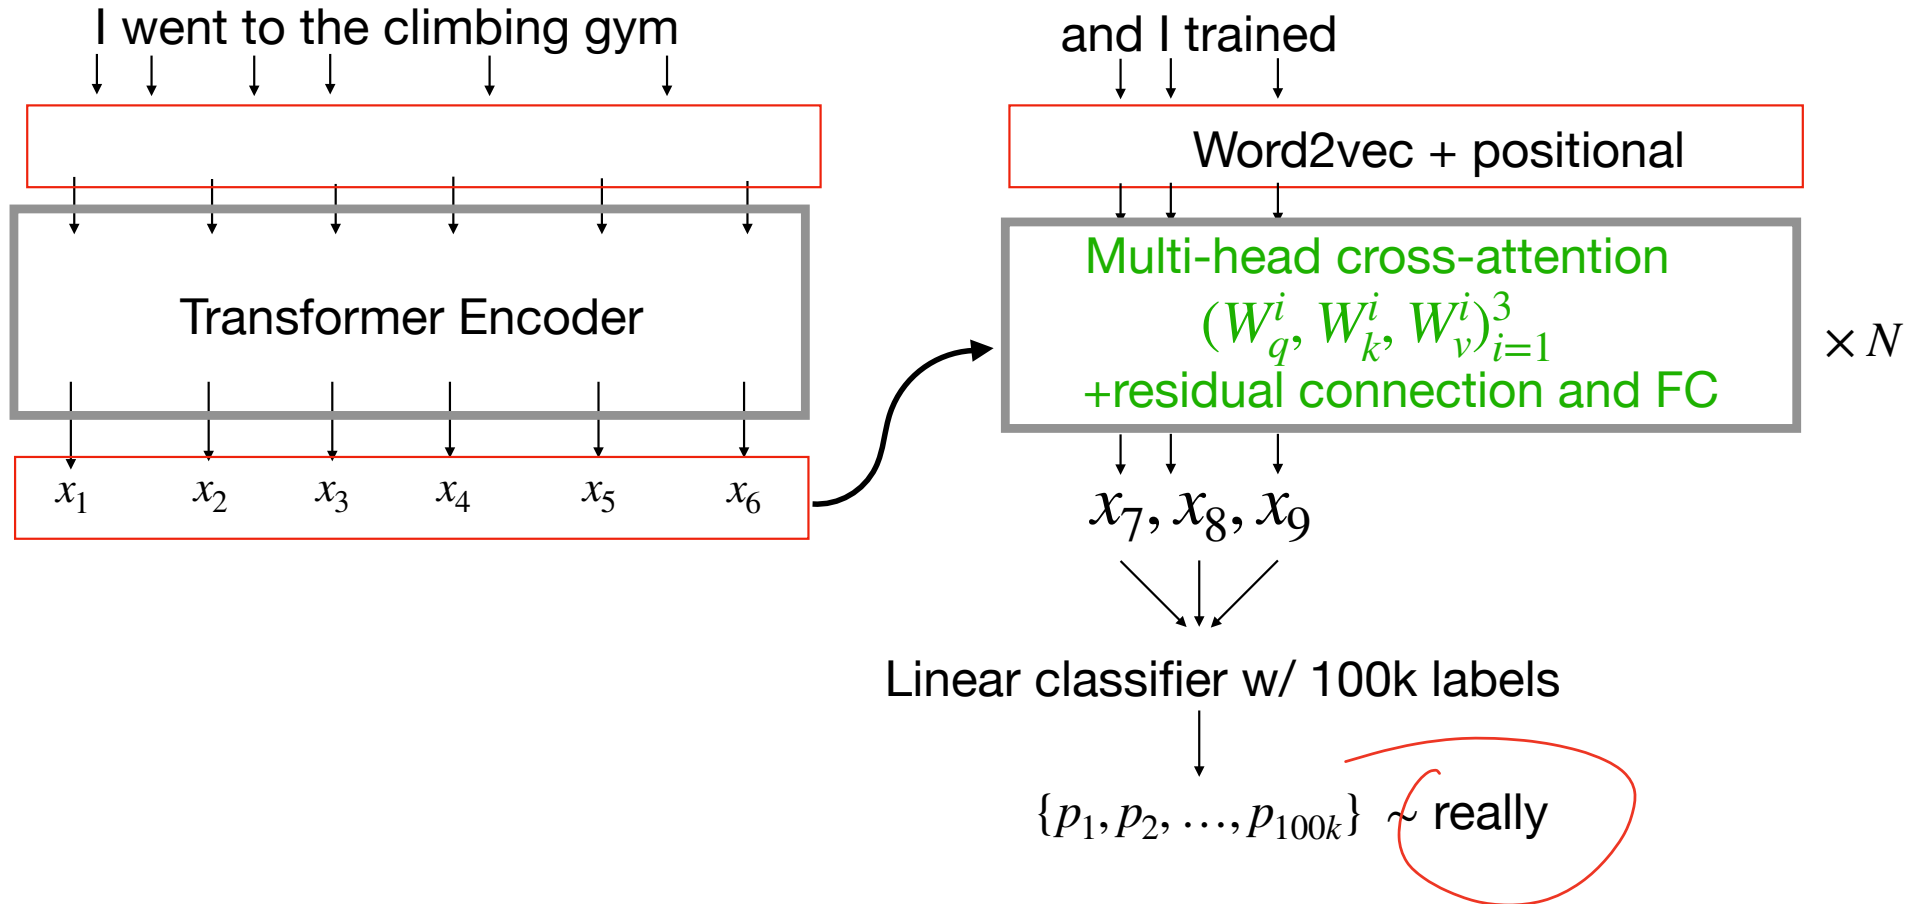 I went to the climbing gym
Transformer Encoder
x₁ x₂ x₃ x₄ x₅ x₆
and I trained
Word2vec + positional
Multi-head cross-attention
(W_q^i, W_k^i, W_v^i)_{i=1}^3
+residual connection and FC
× N
x₇, x₈, x₉
Linear classifier w/ 100k labels
{p₁, p₂, …, p_{100k}} ~ really